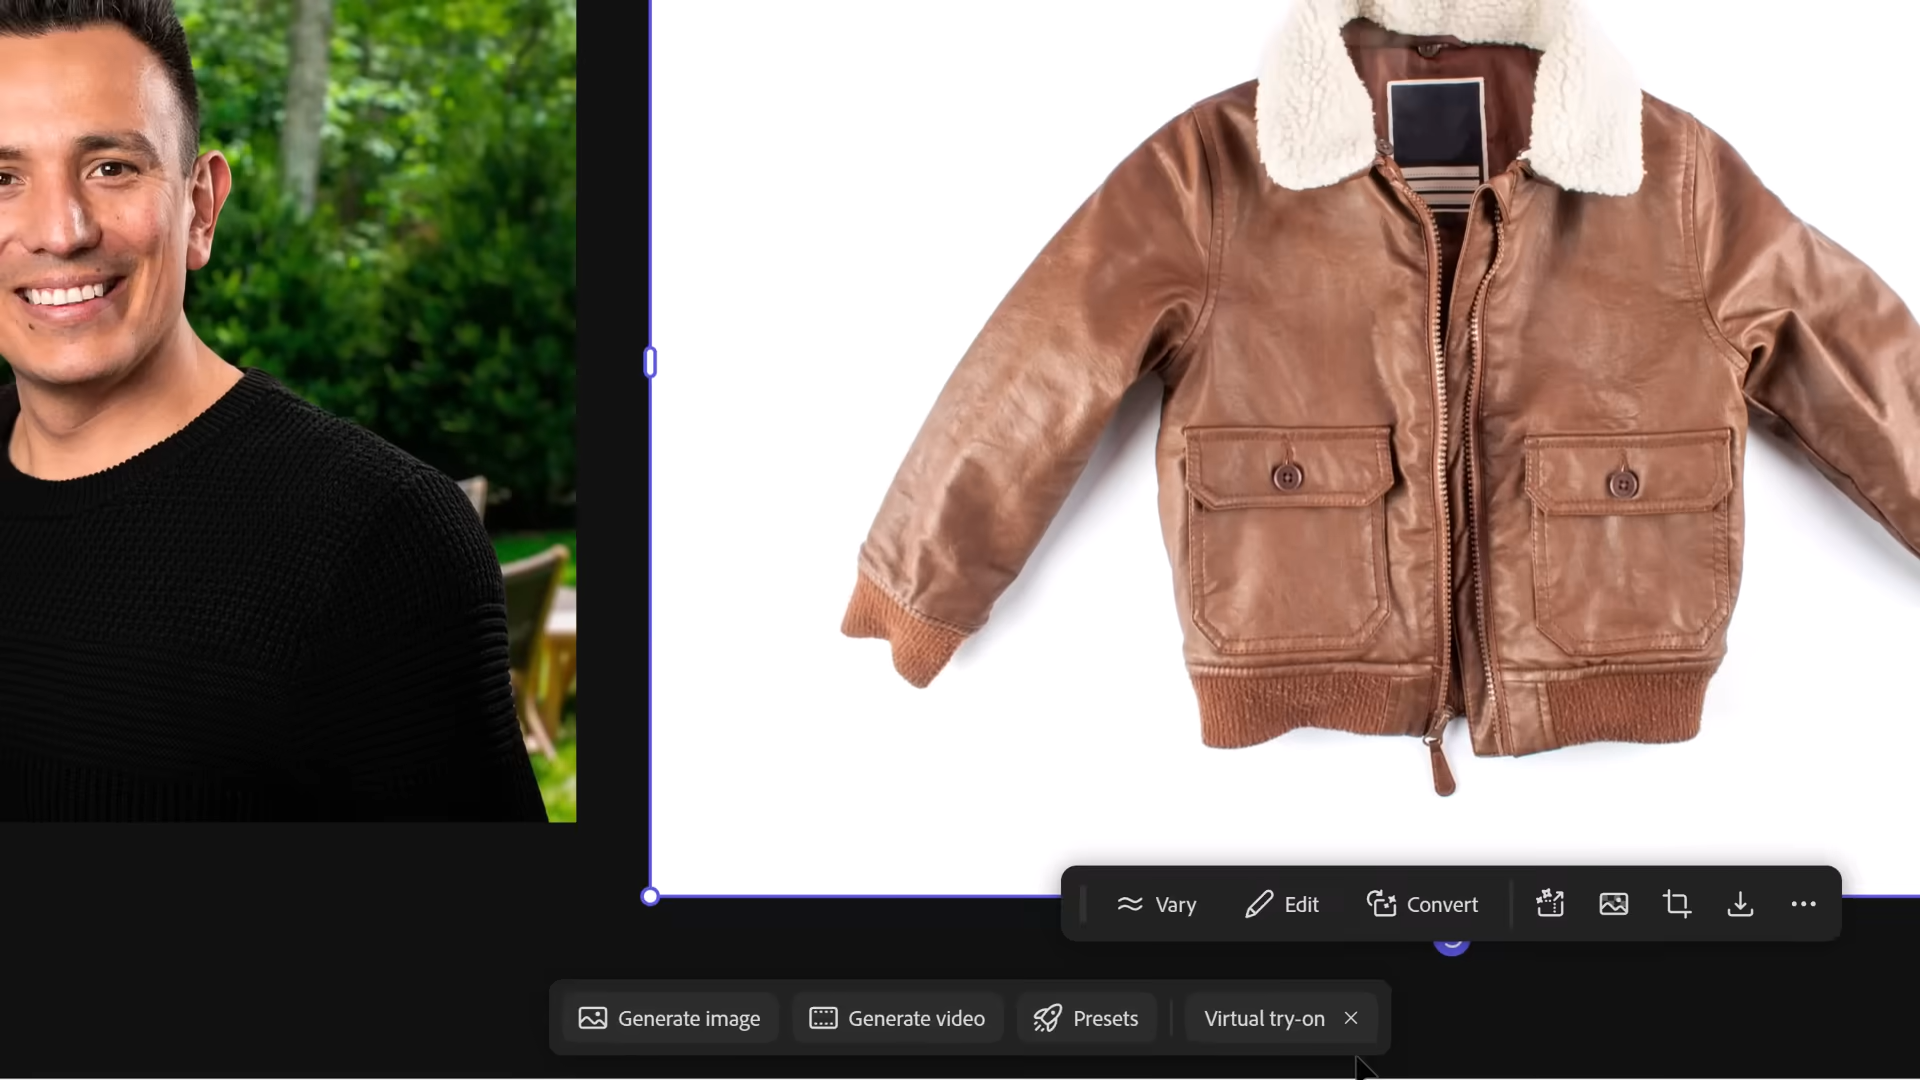 Vary Edit Convert
Generate image Generate video Presets Virtual try-on